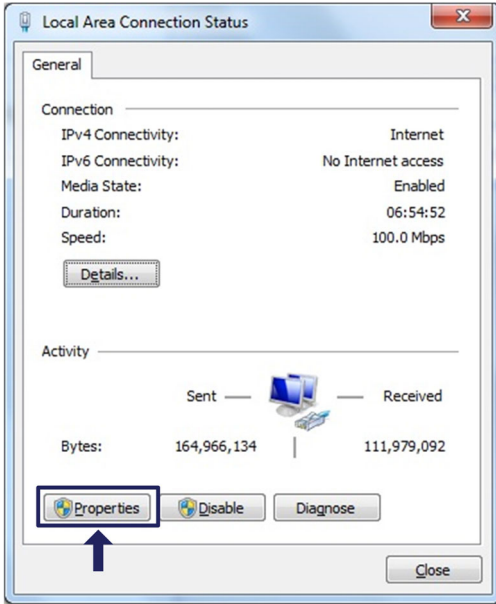 Local Area Connection Status
General
Connection
IPv4 Connectivity: Internet
IPv6 Connectivity: No Internet access
Media State: Enabled
Duration: 06:54:52
Speed: 100.0 Mbps
Details...
Activity
Sent Received
Bytes: 164,966,134 111,979,092
Properties Disable Diagnose
Close